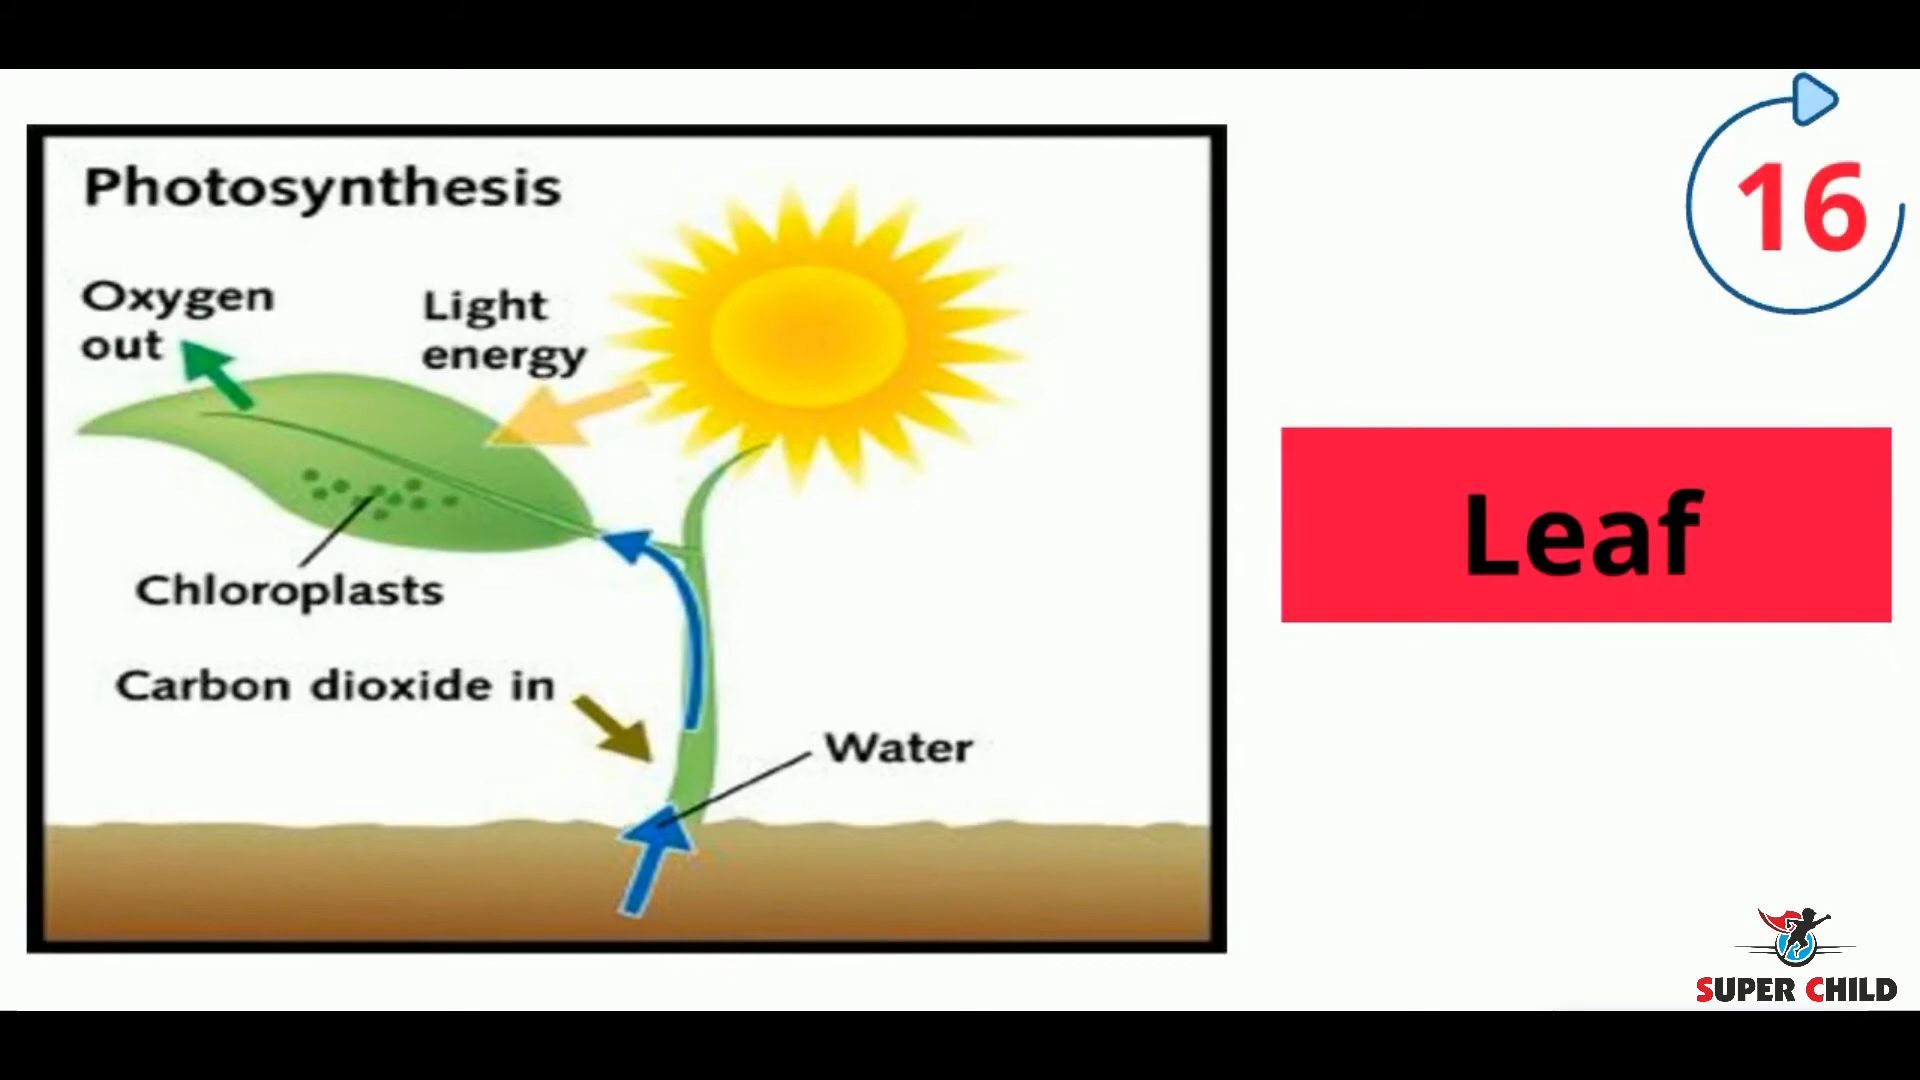 Photosynthesis
16
Oxygen
out
Light
energy
Leaf
Chloroplasts
Carbon dioxide in
Water
SUPER CHILD